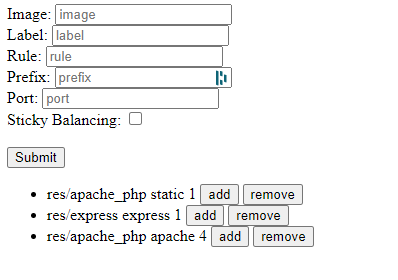 Image: image
Label: label
Rule: rule
Prefix: prefix
Port: port
Sticky Balancing:
Submit
res/apache_php static 1 add remove
res/express express 1 add remove
res/apache_php apache 4 add remove